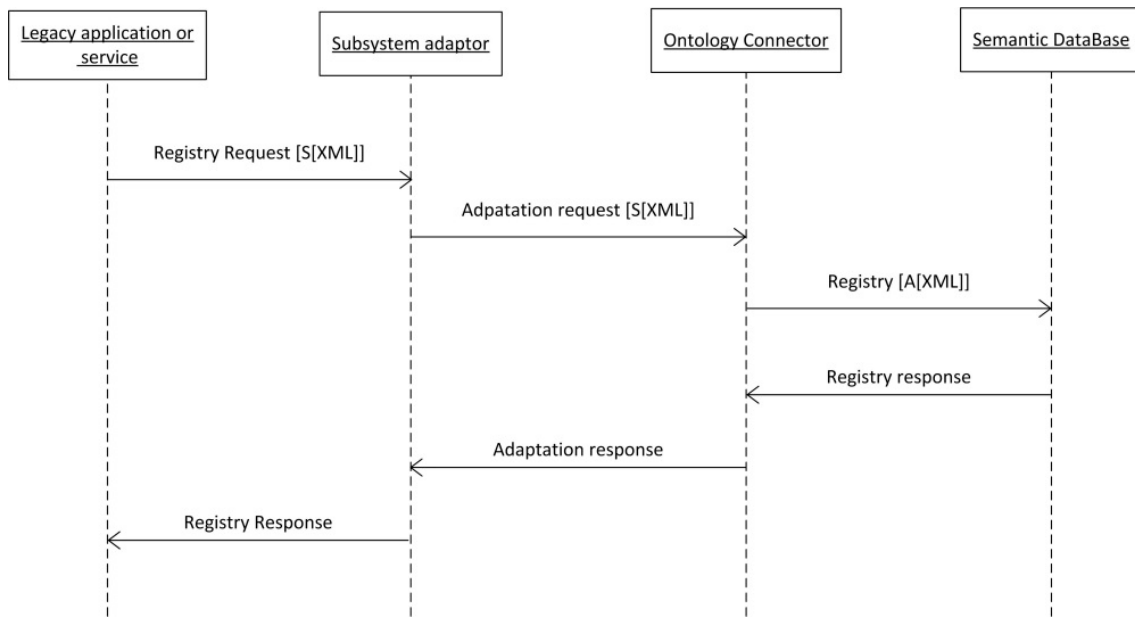 Legacy application or
service
Subsystem adaptor
Ontology Connector
Semantic DataBase
Registry Request [S[XML]]
Adpatation request [S[XML]]
Registry [A[XML]]
Registry response
Adaptation response
Registry Response